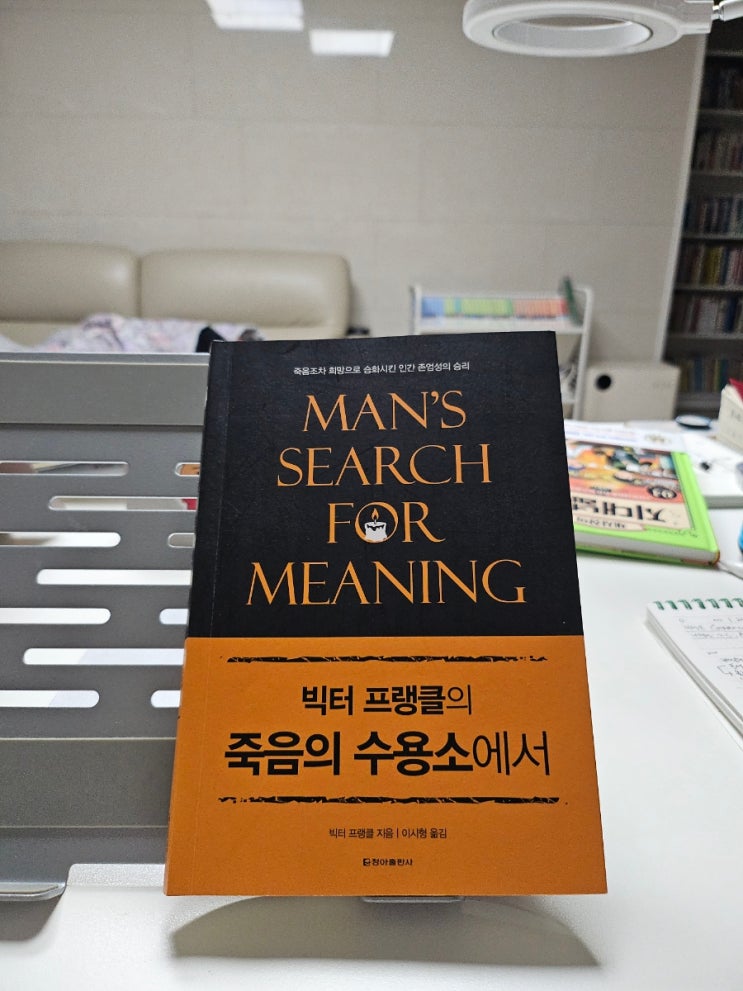 죽음조차 희망으로 승화시킨 인간 존엄성의 승리
MAN'S
SEARCH
FOR
MEANING
빅터 프랭클의
죽음의 수용소에서
빅터 프랭클 지음 | 이시형 옮김
청아출판사